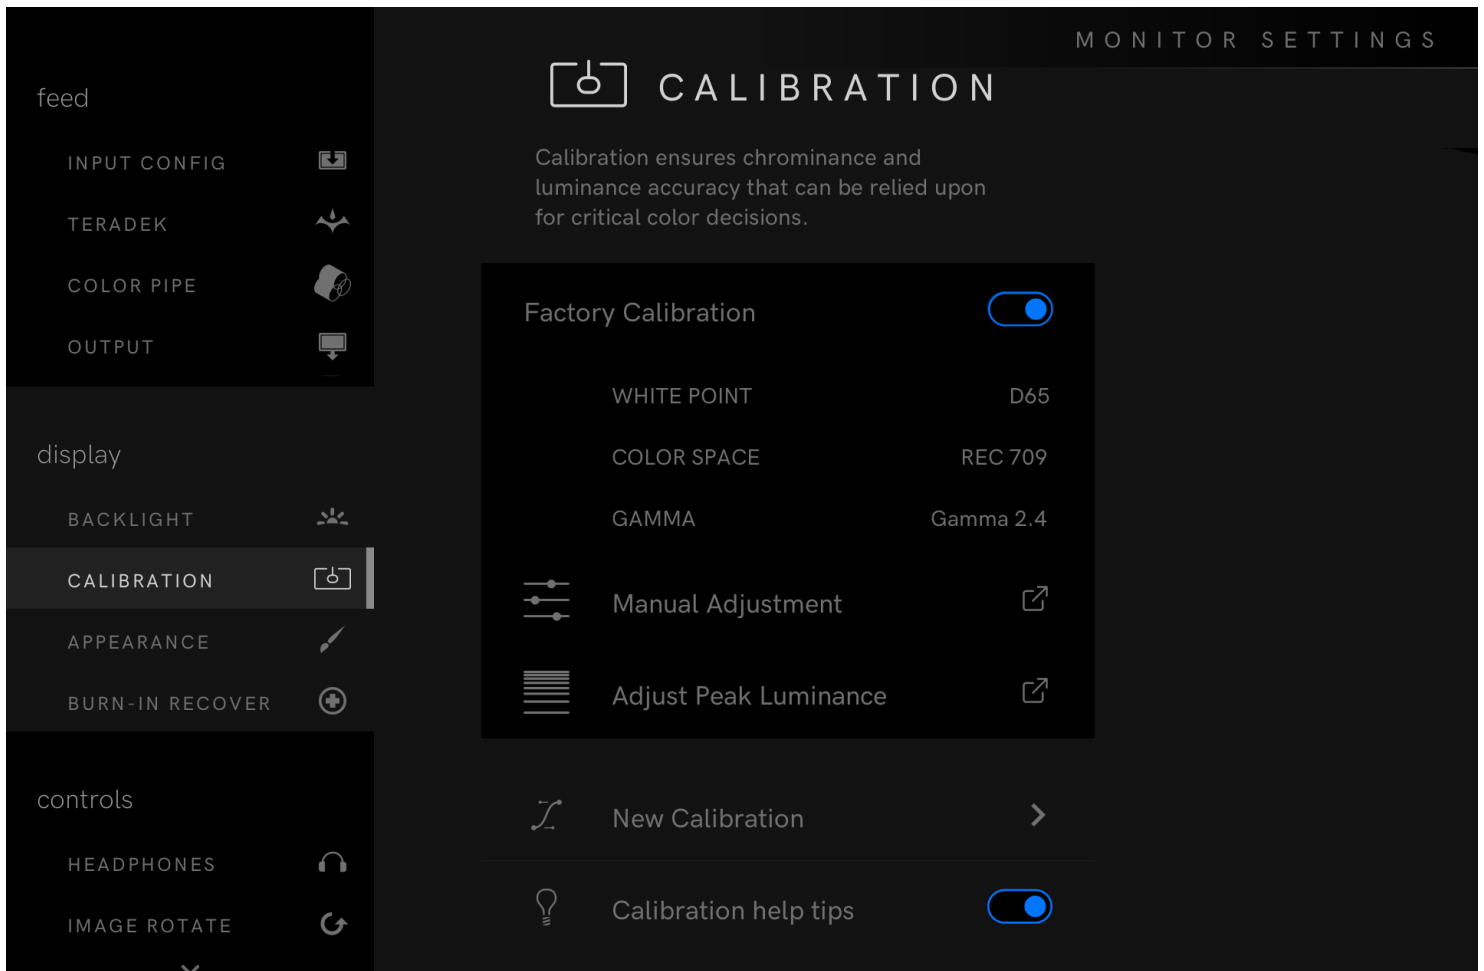 MONITOR SETTINGS
feed
INPUT CONFIG
TERADEK
COLOR PIPE
OUTPUT
display
BACKLIGHT
CALIBRATION
APPEARANCE
BURN-IN RECOVER
controls
HEADPHONES
IMAGE ROTATE
CALIBRATION
Calibration ensures chrominance and
luminance accuracy that can be relied upon
for critical color decisions.
Factory Calibration
WHITE POINT D65
COLOR SPACE REC 709
GAMMA Gamma 2.4
Manual Adjustment
Adjust Peak Luminance
New Calibration
Calibration help tips